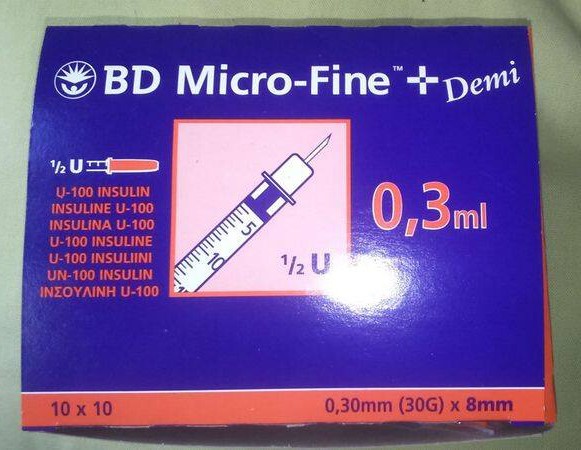 BD Micro-Fine™+ Demi
1/2 U
U-100 INSULIN
INSULINE U-100
INSULINA U-100
U-100 INSULINE
U-100 INSULIINI
UN-100 INSULIN
ΙΝΣΟΥΛΙΝΗ U-100
5
10
1/2 U
0,3ml
10 x 10
0,30mm (30G) x 8mm